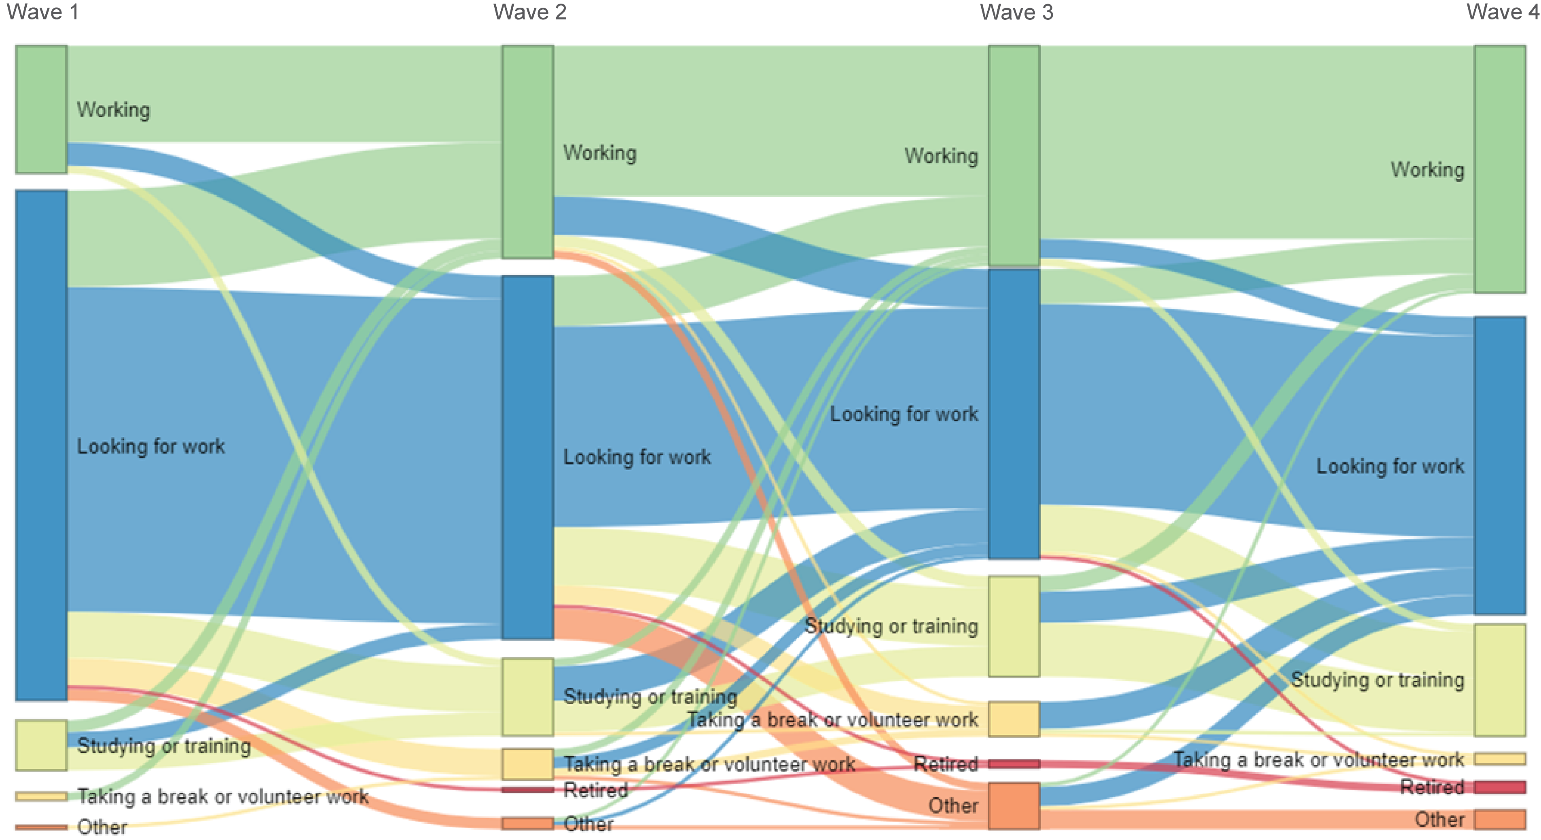 Wave 1
Wave 2
Wave 3
Wave 4
Working
Working
Working
Working
Looking for work
Looking for work
Looking for work
Looking for work
Studying or training
Studying or training
Studying or training
Studying or training
Taking a break or volunteer work
Taking a break or volunteer work
Taking a break or volunteer work
Taking a break or volunteer work
Retired
Retired
Retired
Other
Other
Other
Other